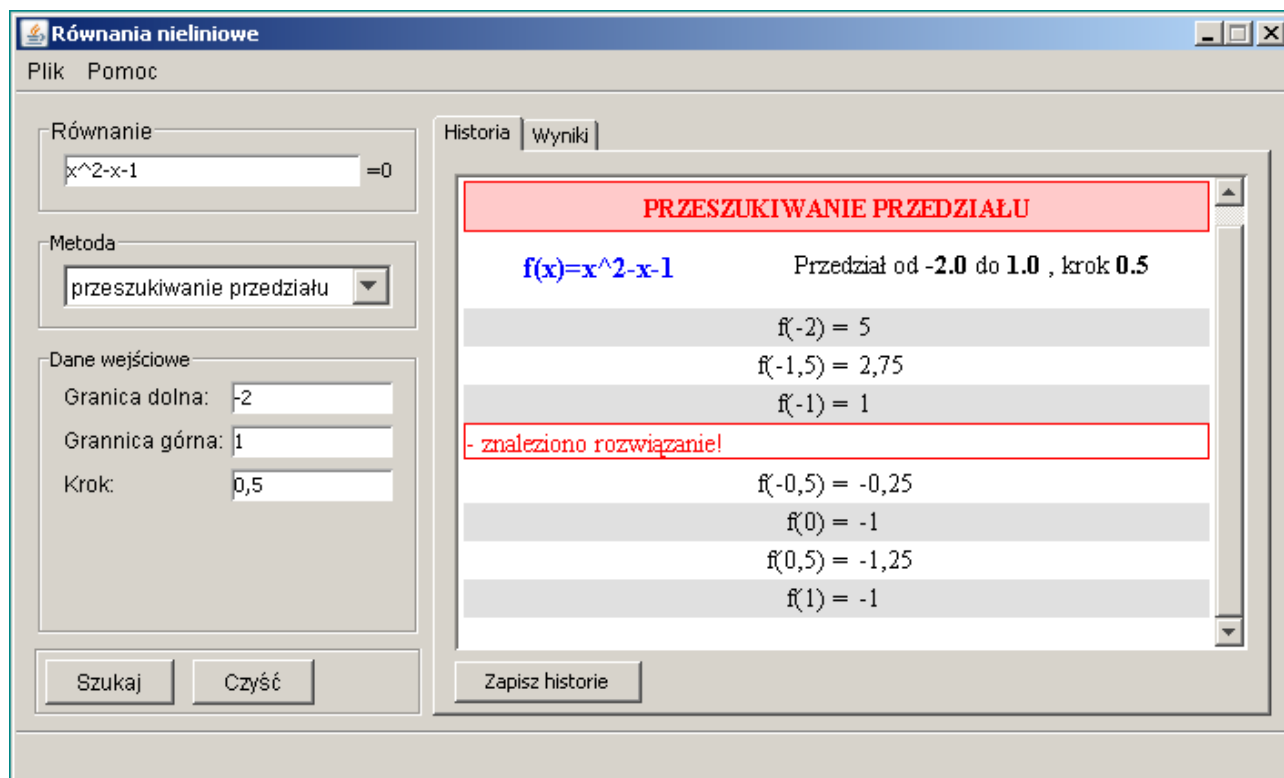 Równania nieliniowe
Plik Pomoc
Równanie
x^2-x-1 =0
Metoda
przeszukiwanie przedziału
Dane wejściowe
Granica dolna: -2
Grannica górna: 1
Krok: 0,5
Szukaj Czyść
Historia Wyniki
PRZESZUKIWANIE PRZEDZIAŁU
f(x)=x^2-x-1 Przedział od -2.0 do 1.0 , krok 0.5
f(-2) = 5
f(-1,5) = 2,75
f(-1) = 1
- znaleziono rozwiązanie!
f(-0,5) = -0,25
f(0) = -1
f(0,5) = -1,25
f(1) = -1
Zapisz historie